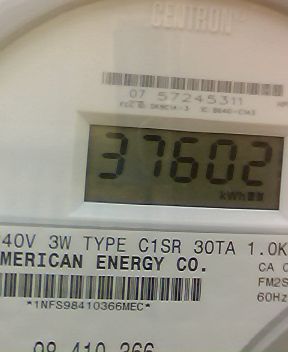 CENTRON
07 57245311
37602
kWh
40V 3W TYPE C1SR 30TA 1.0K
MERICAN ENERGY CO.
CA
FM2S
60Hz
*1NFS98410366MEC*
98 410 366